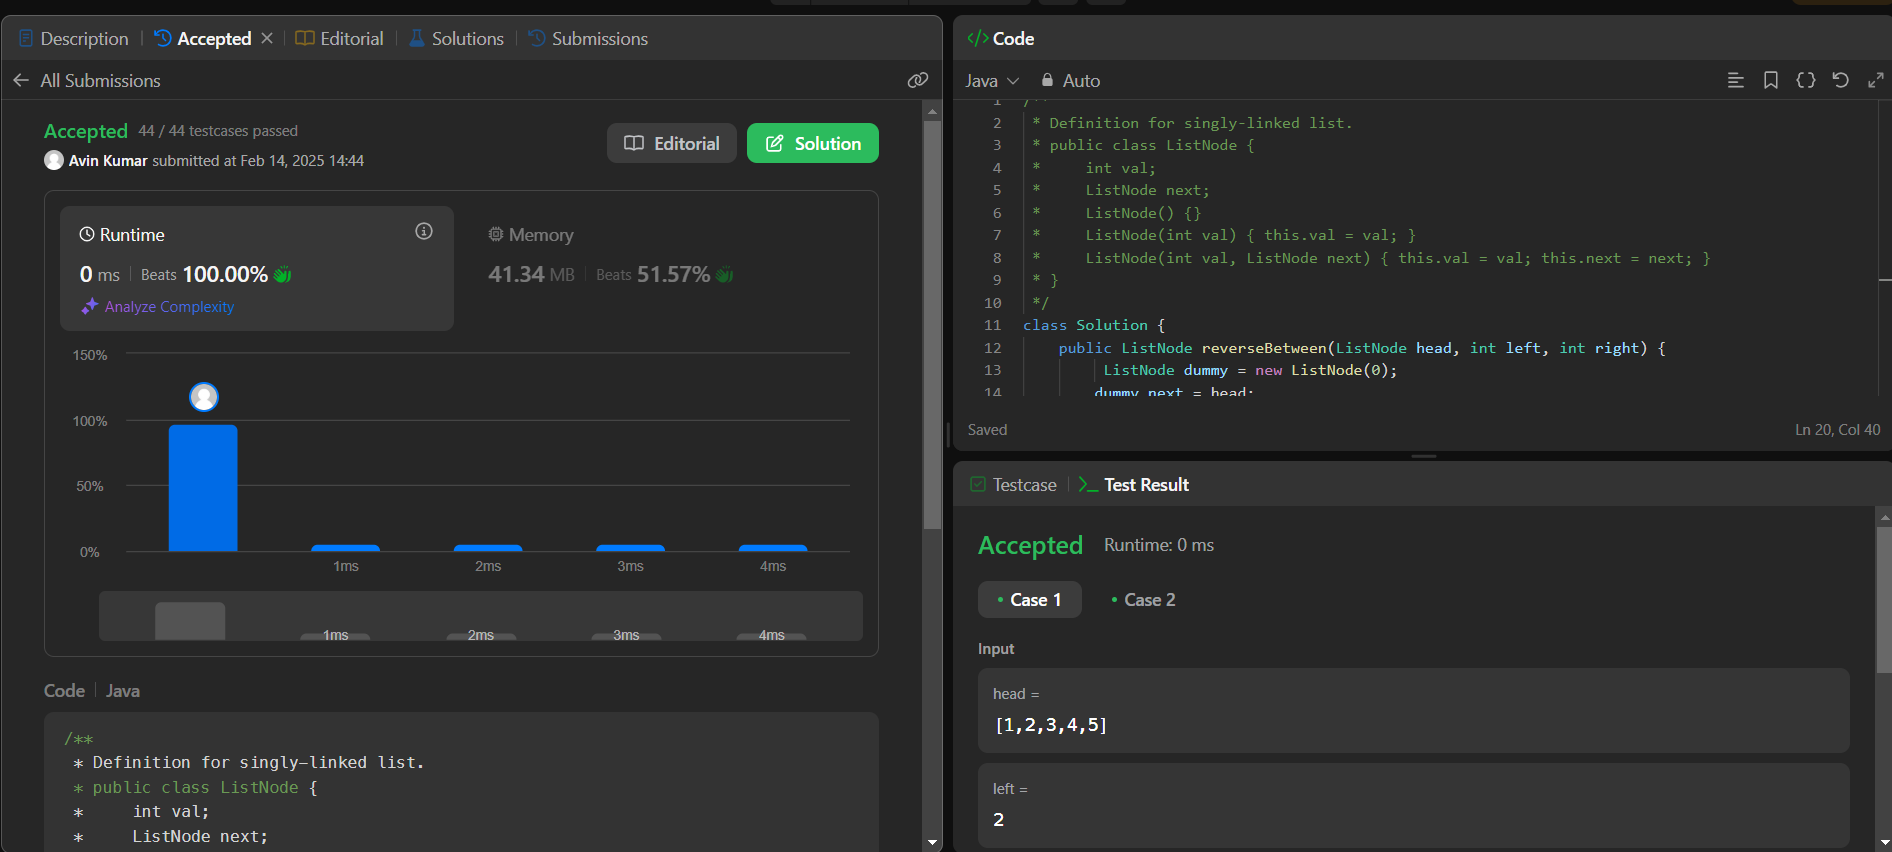 Description
Accepted
Editorial
Solutions
Submissions
All Submissions
Accepted 44 / 44 testcases passed
Avin Kumar submitted at Feb 14, 2025 14:44
Editorial
Solution
Runtime
0 ms Beats 100.00%
Analyze Complexity
Memory
41.34 MB Beats 51.57%
150%
100%
50%
0%
1ms 2ms 3ms 4ms
1ms 2ms 3ms 4ms
Code Java
/**
* Definition for singly-linked list.
* public class ListNode {
*     int val;
*     ListNode next;
</> Code
Java Auto
1 /**
2 * Definition for singly-linked list.
3 * public class ListNode {
4 *     int val;
5 *     ListNode next;
6 *     ListNode() {}
7 *     ListNode(int val) { this.val = val; }
8 *     ListNode(int val, ListNode next) { this.val = val; this.next = next; }
9 * }
10 */
11 class Solution {
12     public ListNode reverseBetween(ListNode head, int left, int right) {
13         ListNode dummy = new ListNode(0);
14         dummy.next = head;
Saved
Ln 20, Col 40
Testcase
Test Result
Accepted Runtime: 0 ms
Case 1
Case 2
Input
head =
[1,2,3,4,5]
left =
2